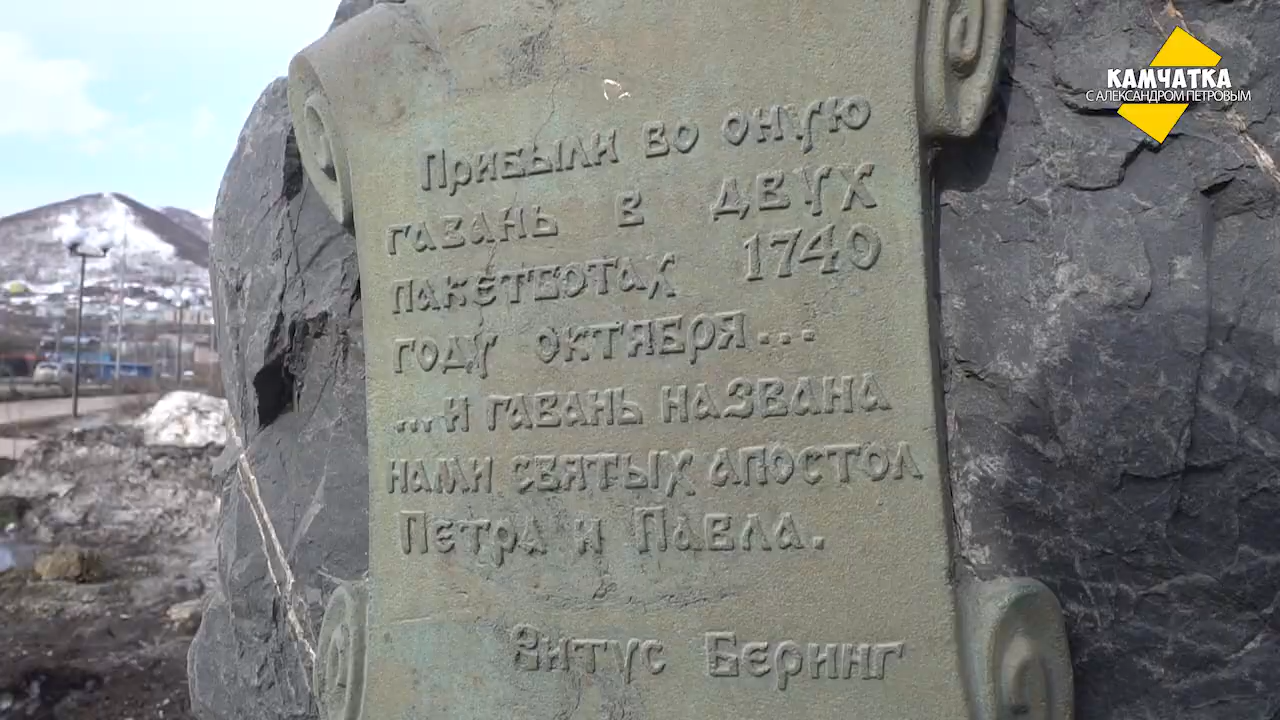 КАМЧАТКА
С АЛЕКСАНДРОМ ПЕТРОВЫМ
Прибыли во оную
гавань в двух
пакетботах 1740
году октября...
...и гавань названа
нами святых апостол
Петра и Павла.
Витус Беринг